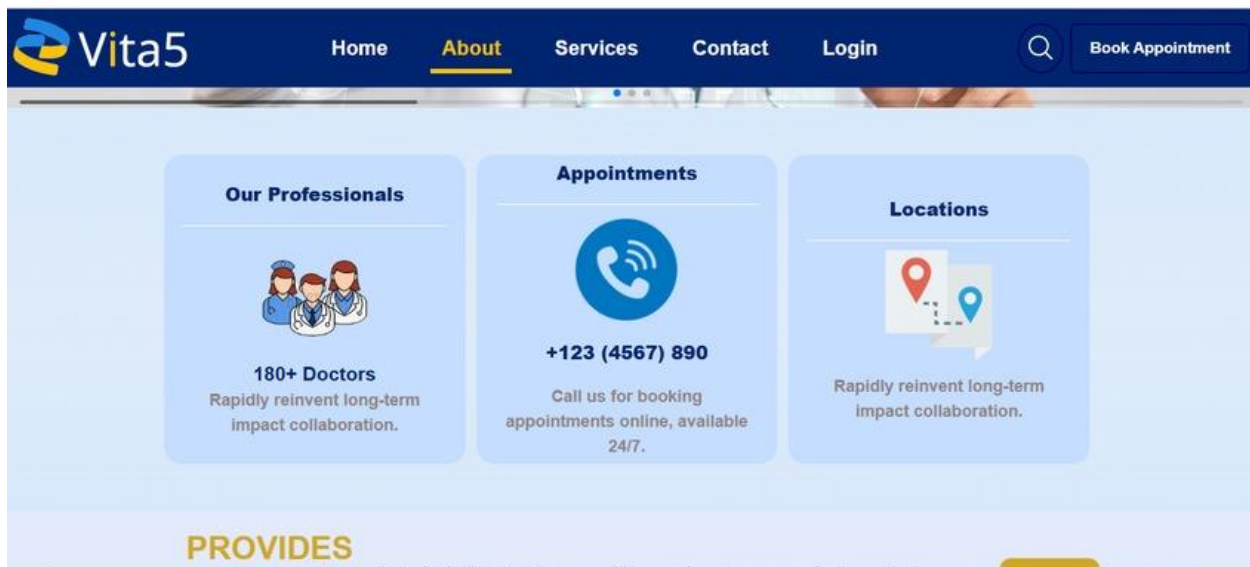 Vita5
Home About Services Contact Login Book Appointment
Our Professionals
180+ Doctors
Rapidly reinvent long-term
impact collaboration.
Appointments
+123 (4567) 890
Call us for booking
appointments online, available
24/7.
Locations
Rapidly reinvent long-term
impact collaboration.
PROVIDES